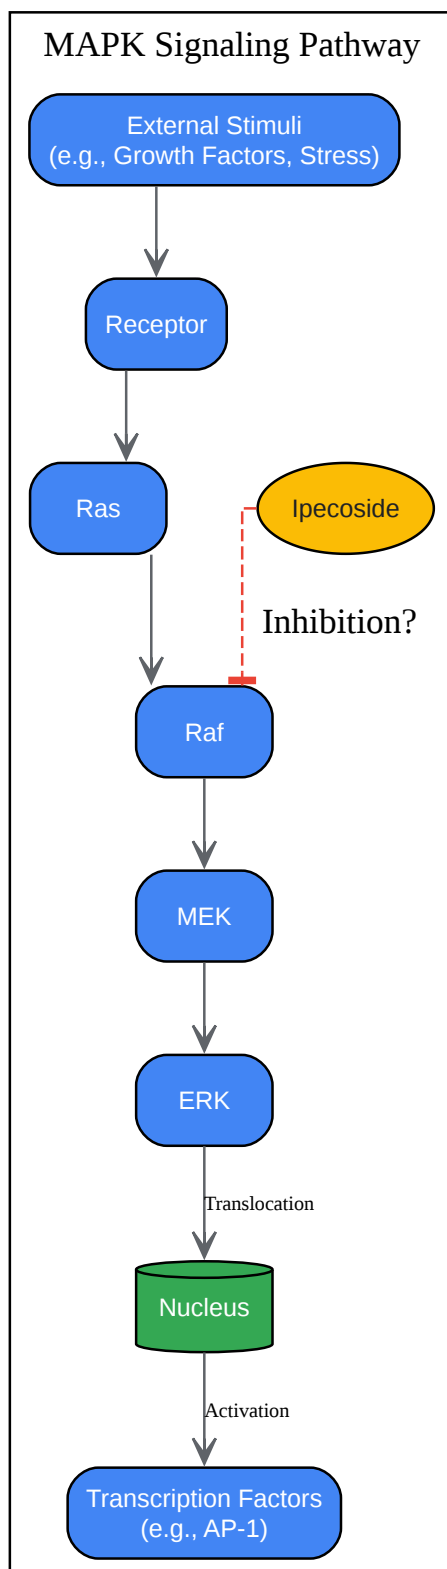 MAPK Signaling Pathway
External Stimuli
(e.g., Growth Factors, Stress)
Receptor
Ras
Ipecoside
Inhibition?
Raf
MEK
ERK
Translocation
Nucleus
Activation
Transcription Factors
(e.g., AP-1)